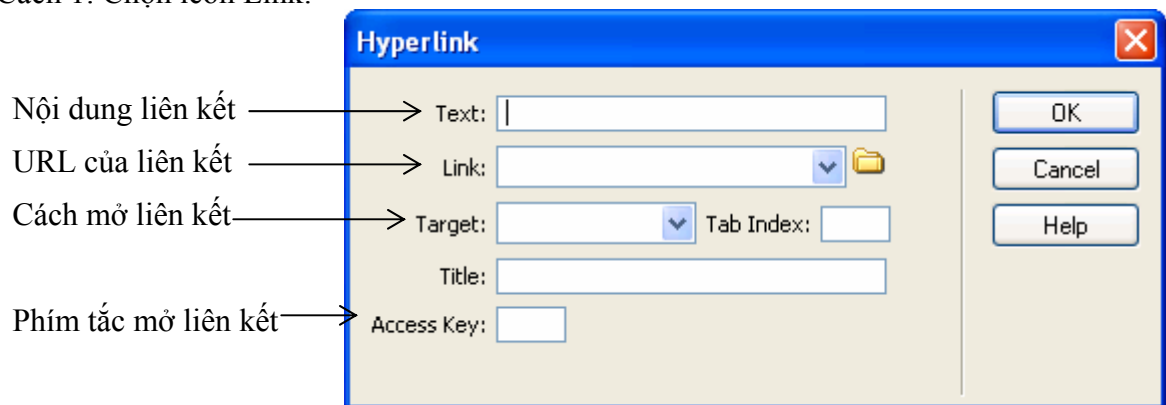 Cách 1: Chọn icon Link.
Hyperlink
Nội dung liên kết Text: OK
URL của liên kết Link: Cancel
Cách mở liên kết Target: Tab Index: Help
Title:
Phím tắc mở liên kết Access Key: